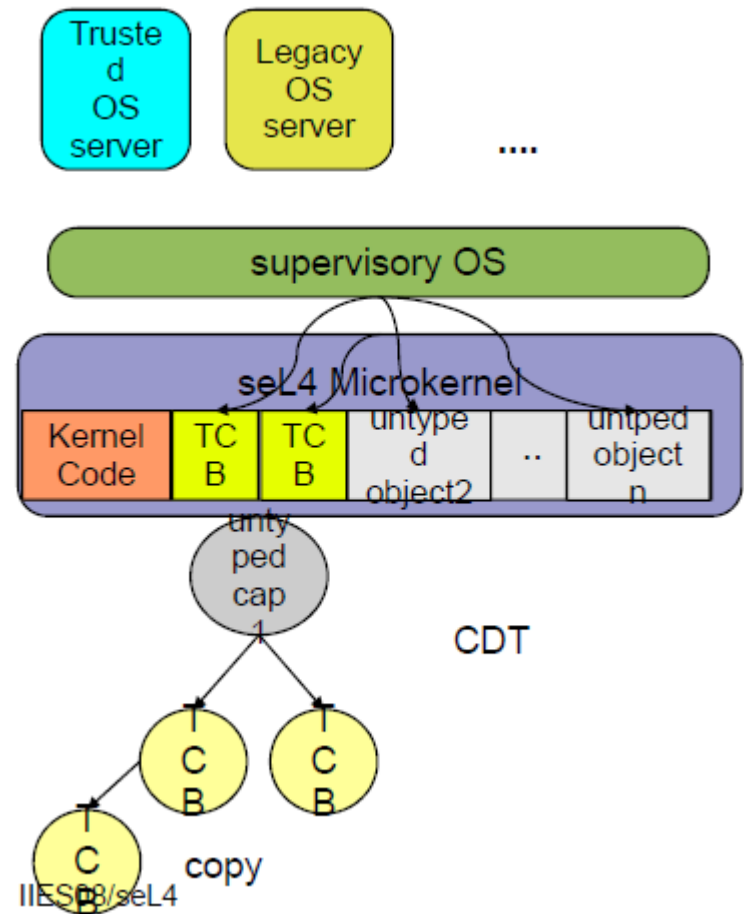 Truste
d
OS
server
Legacy
OS
server
....
supervisory OS
seL4 Microkernel
Kernel
Code
TC
B
TC
B
untype
d
object2
..
untped
object
n
unty
ped
cap
1
CDT
T
C
B
T
C
B
T
C
B
copy
IIES08/seL4